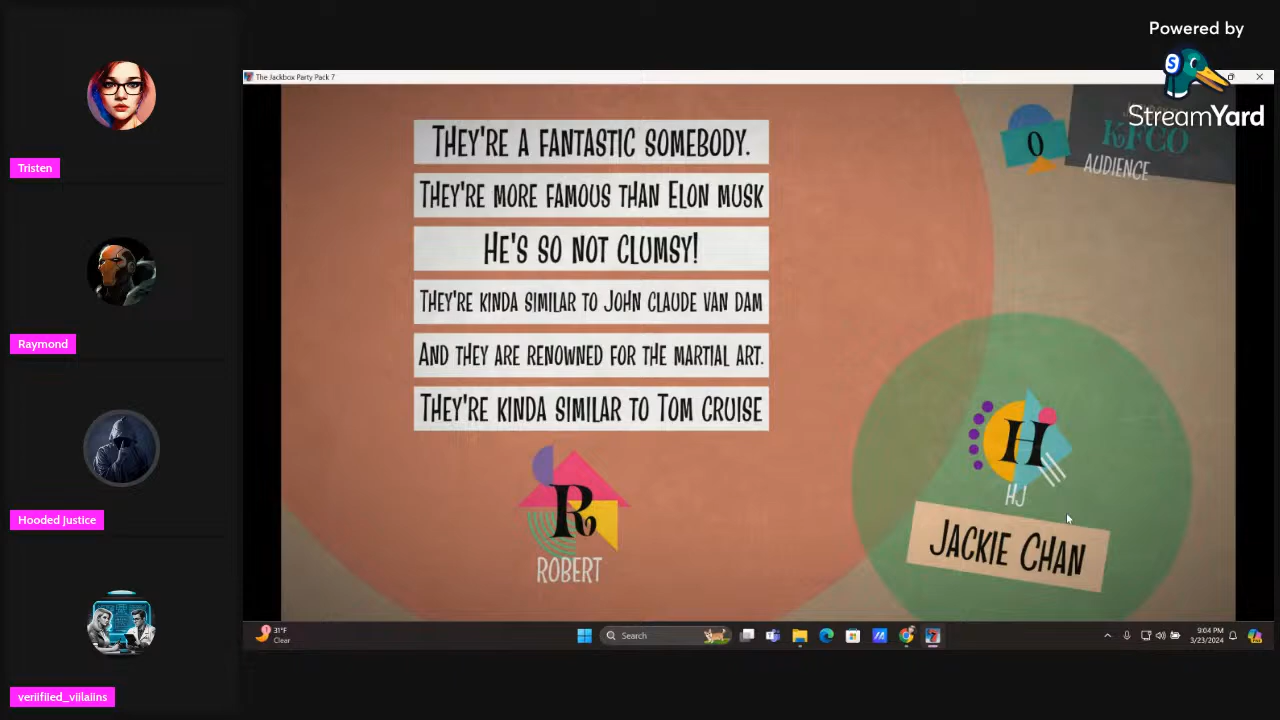 Powered by
StreamYard
The Jackbox Party Pack 7
THEY'RE A FANTASTIC SOMEBODY.
THEY'RE MORE FAMOUS THAN ELON MUSK
HE'S SO NOT CLUMSY!
THEY'RE KINDA SIMILAR TO JOHN CLAUDE VAN DAM
AND THEY ARE RENOWNED FOR THE MARTIAL ART.
THEY'RE KINDA SIMILAR TO TOM CRUISE
R
ROBERT
0
KFCO
AUDIENCE
H
HJ
JACKIE CHAN
Tristen
Raymond
Hooded Justice
veriifiied_viilaiins
31°F
Clear
Search
9:04 PM
3/23/2024